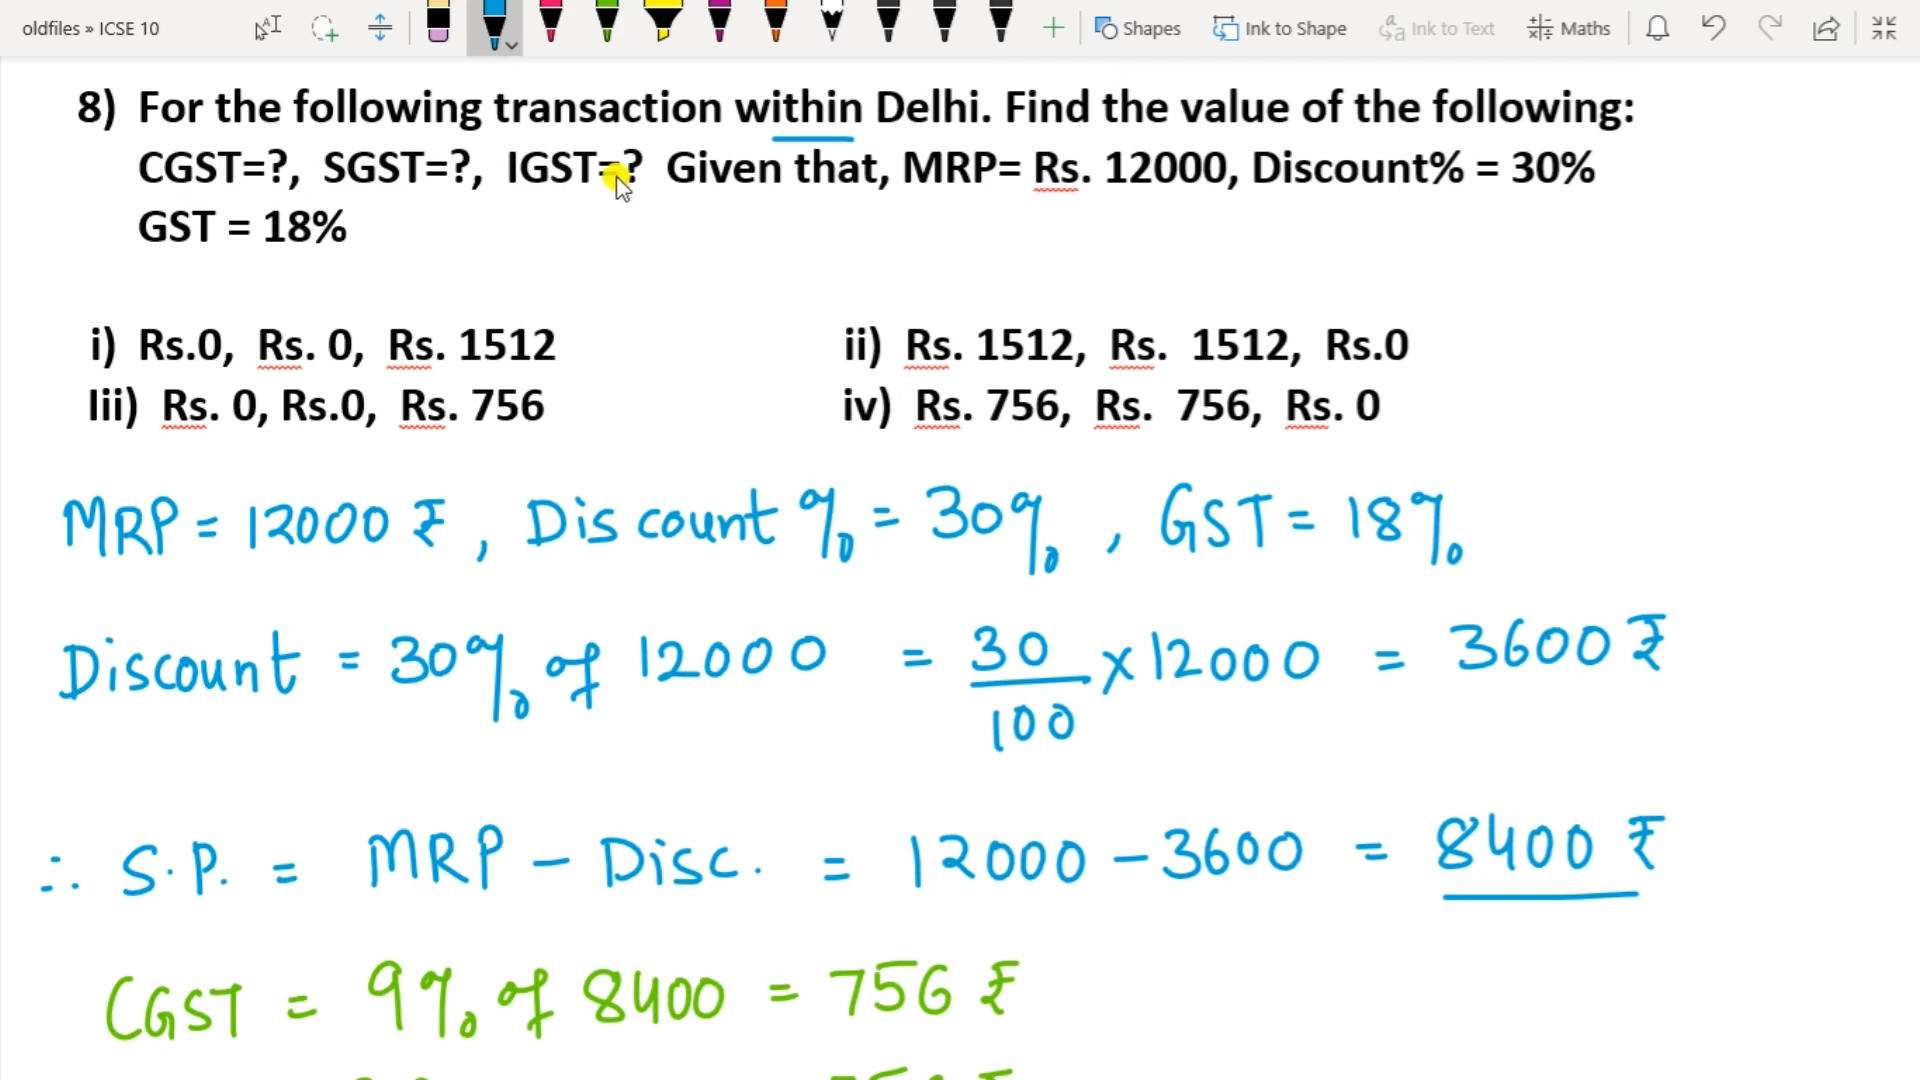 oldfiles » ICSE 10 Shapes Ink to Shape Ink to Text Maths
8) For the following transaction within Delhi. Find the value of the following:
CGST=?, SGST=?, IGST=? Given that, MRP= Rs. 12000, Discount% = 30%
GST = 18%
i) Rs.0, Rs. 0, Rs. 1512 ii) Rs. 1512, Rs. 1512, Rs.0
Iii) Rs. 0, Rs.0, Rs. 756 iv) Rs. 756, Rs. 756, Rs. 0
MRP = 12000 ₹, Discount % = 30%, GST = 18%
Discount = 30% of 12000 = 30/100 × 12000 = 3600 ₹
∴ S.P. = MRP - Disc. = 12000 - 3600 = 8400 ₹
CGST = 9% of 8400 = 756 ₹